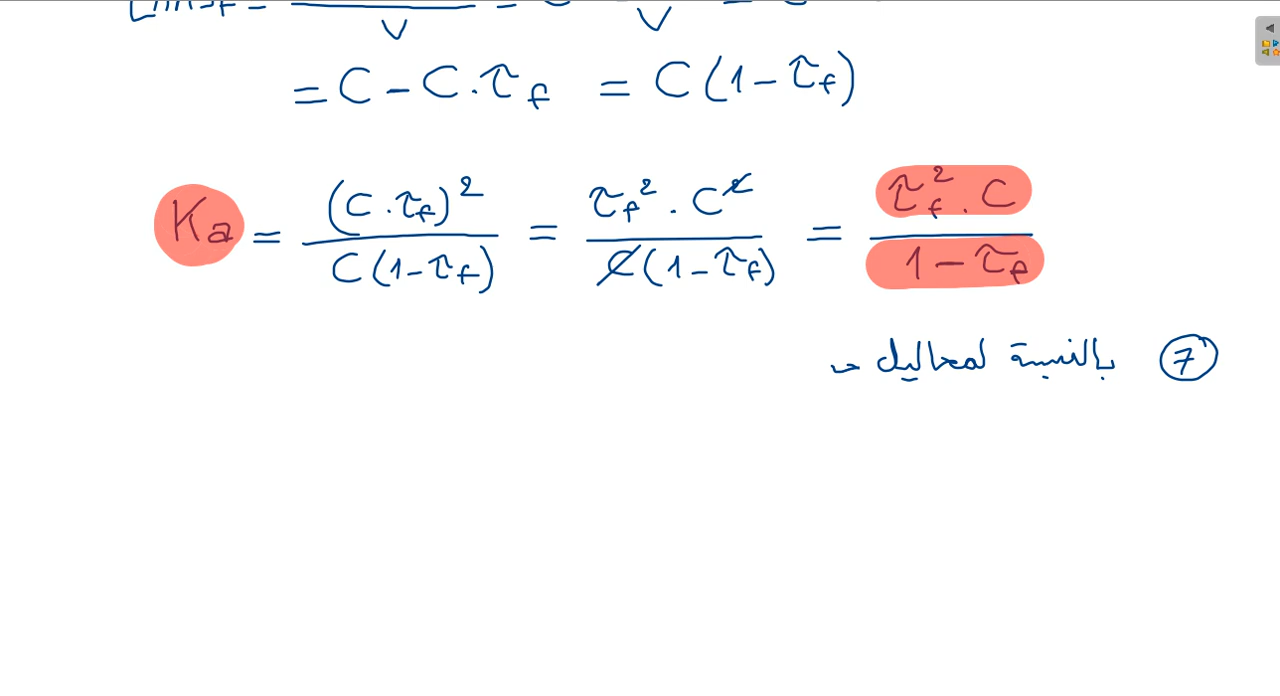 V V
= C - C.τf = C(1-τf)
Ka = (C.τf)² / C(1-τf) = τf².C² / C(1-τf) = τf².C / 1-τf
7 بالنسبة لمحاليل